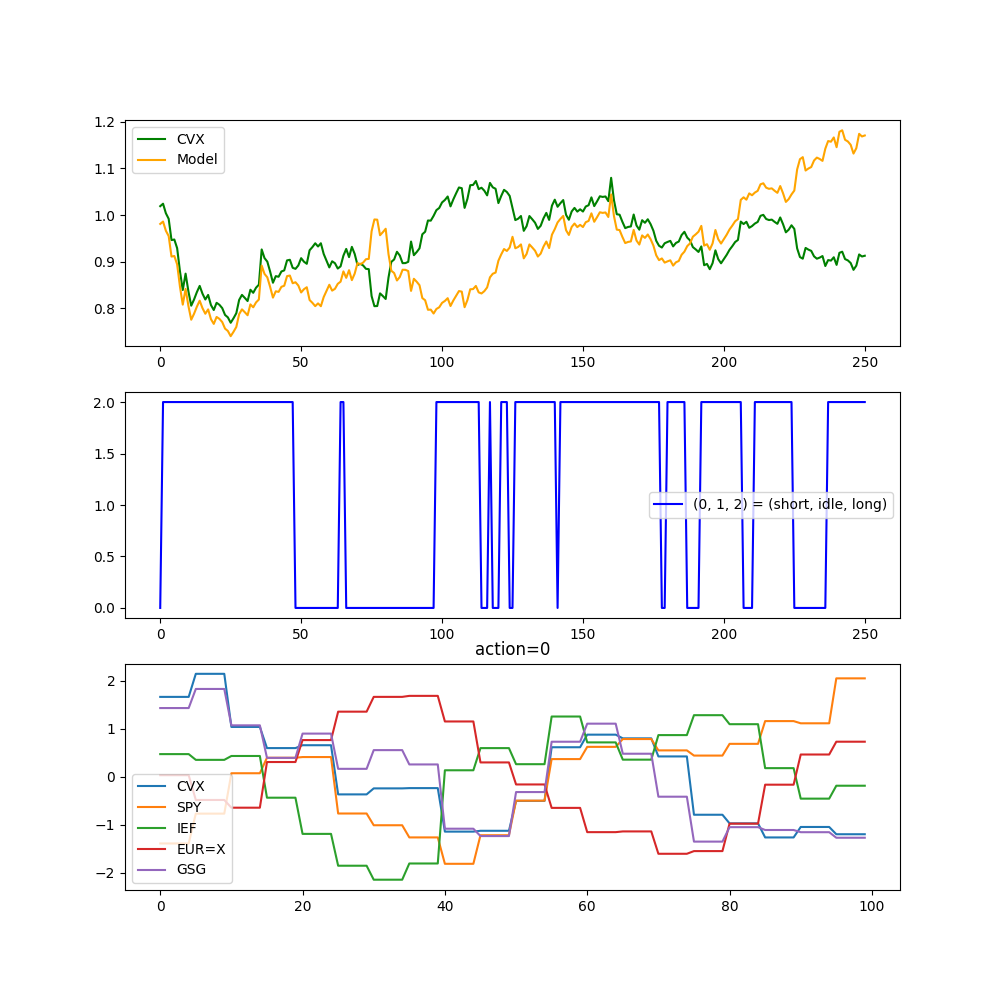 1.2
1.1
1.0
0.9
0.8
CVX
Model
0 50 100 150 200 250
2.0
1.5
1.0
0.5
0.0
(0, 1, 2) = (short, idle, long)
0 50 100 150 200 250
action=0
2
1
0
−1
−2
CVX
SPY
IEF
EUR=X
GSG
0 20 40 60 80 100